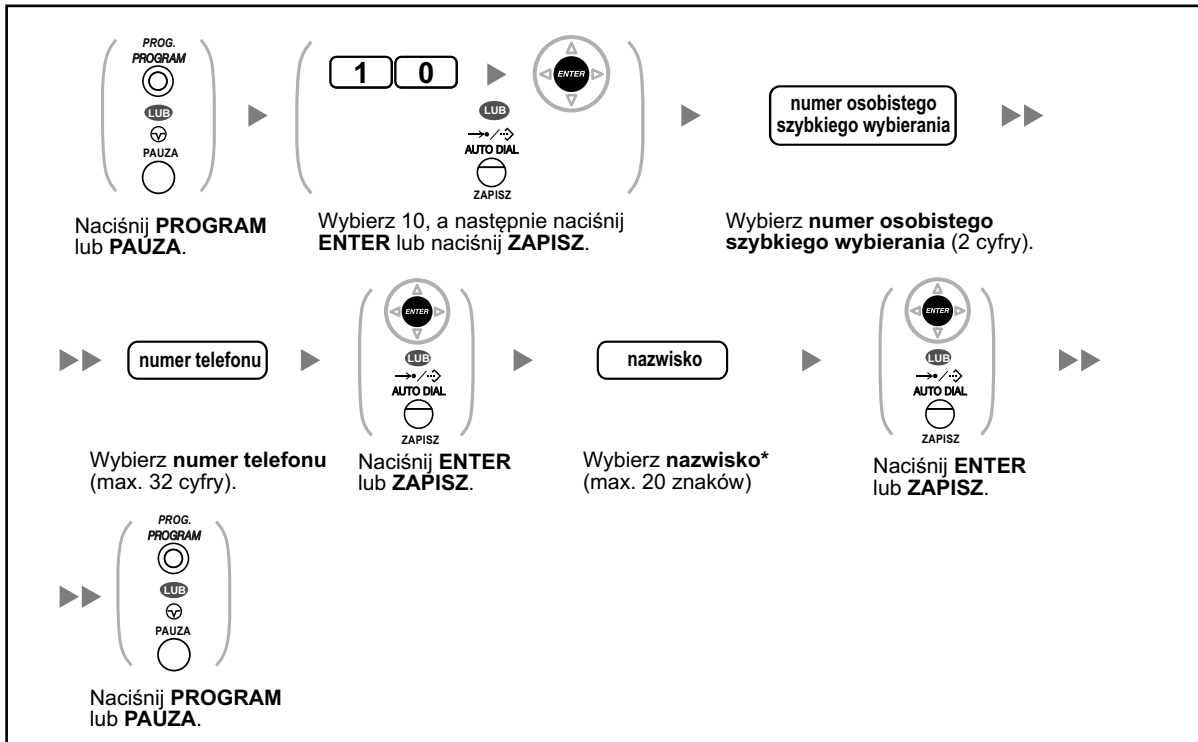 PROG.
PROGRAM
LUB
PAUZA
Naciśnij PROGRAM
lub PAUZA.
1 0
ENTER
LUB
AUTO DIAL
ZAPISZ
Wybierz 10, a następnie naciśnij
ENTER lub naciśnij ZAPISZ.
numer osobistego
szybkiego wybierania
Wybierz numer osobistego
szybkiego wybierania (2 cyfry).
numer telefonu
Wybierz numer telefonu
(max. 32 cyfry).
ENTER
LUB
AUTO DIAL
ZAPISZ
Naciśnij ENTER
lub ZAPISZ.
nazwisko
Wybierz nazwisko*
(max. 20 znaków)
ENTER
LUB
AUTO DIAL
ZAPISZ
Naciśnij ENTER
lub ZAPISZ.
PROG.
PROGRAM
LUB
PAUZA
Naciśnij PROGRAM
lub PAUZA.